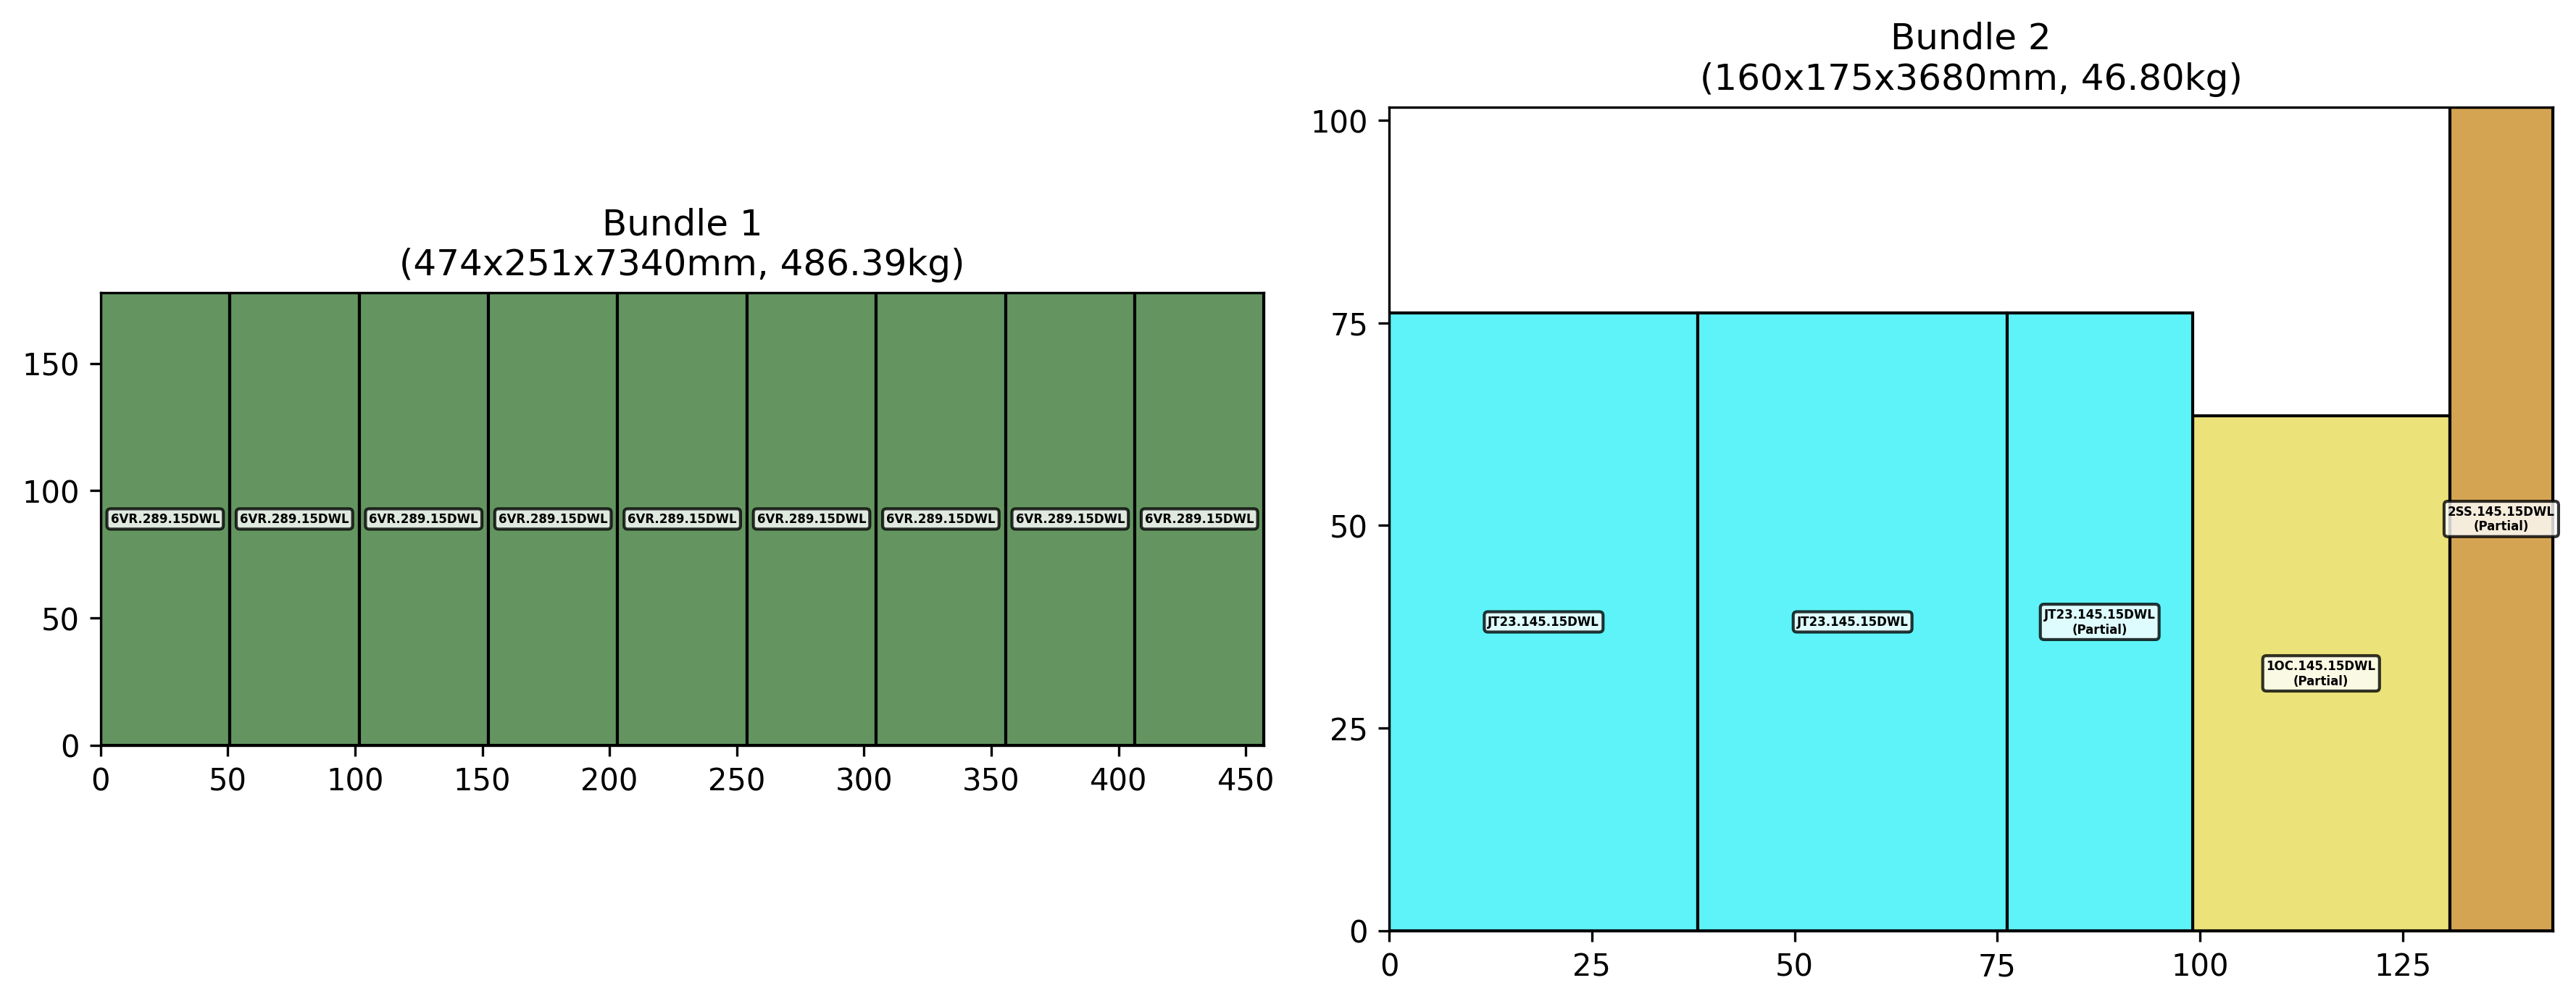 Bundle 1
(474x251x7340mm, 486.39kg)
150
100
50
0
6VR.289.15DWL
6VR.289.15DWL
6VR.289.15DWL
6VR.289.15DWL
6VR.289.15DWL
6VR.289.15DWL
6VR.289.15DWL
6VR.289.15DWL
6VR.289.15DWL
0 50 100 150 200 250 300 350 400 450
Bundle 2
(160x175x3680mm, 46.80kg)
100
75
50
25
0
JT23.145.15DWL
JT23.145.15DWL
JT23.145.15DWL
(Partial)
1OC.145.15DWL
(Partial)
2SS.145.15DWL
(Partial)
0 25 50 75 100 125